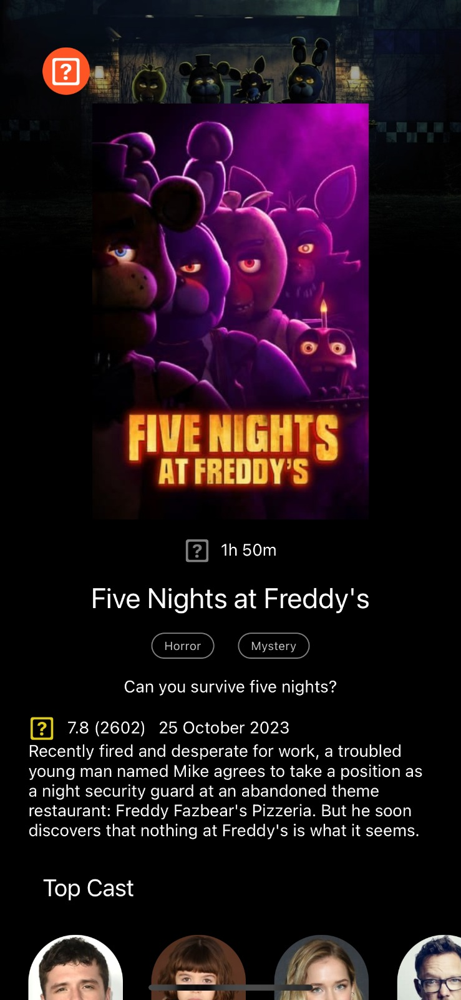 FIVE NIGHTS
AT FREDDY'S
1h 50m
Five Nights at Freddy's
Horror
Mystery
Can you survive five nights?
7.8 (2602) 25 October 2023
Recently fired and desperate for work, a troubled
young man named Mike agrees to take a position as
a night security guard at an abandoned theme
restaurant: Freddy Fazbear's Pizzeria. But he soon
discovers that nothing at Freddy's is what it seems.
Top Cast